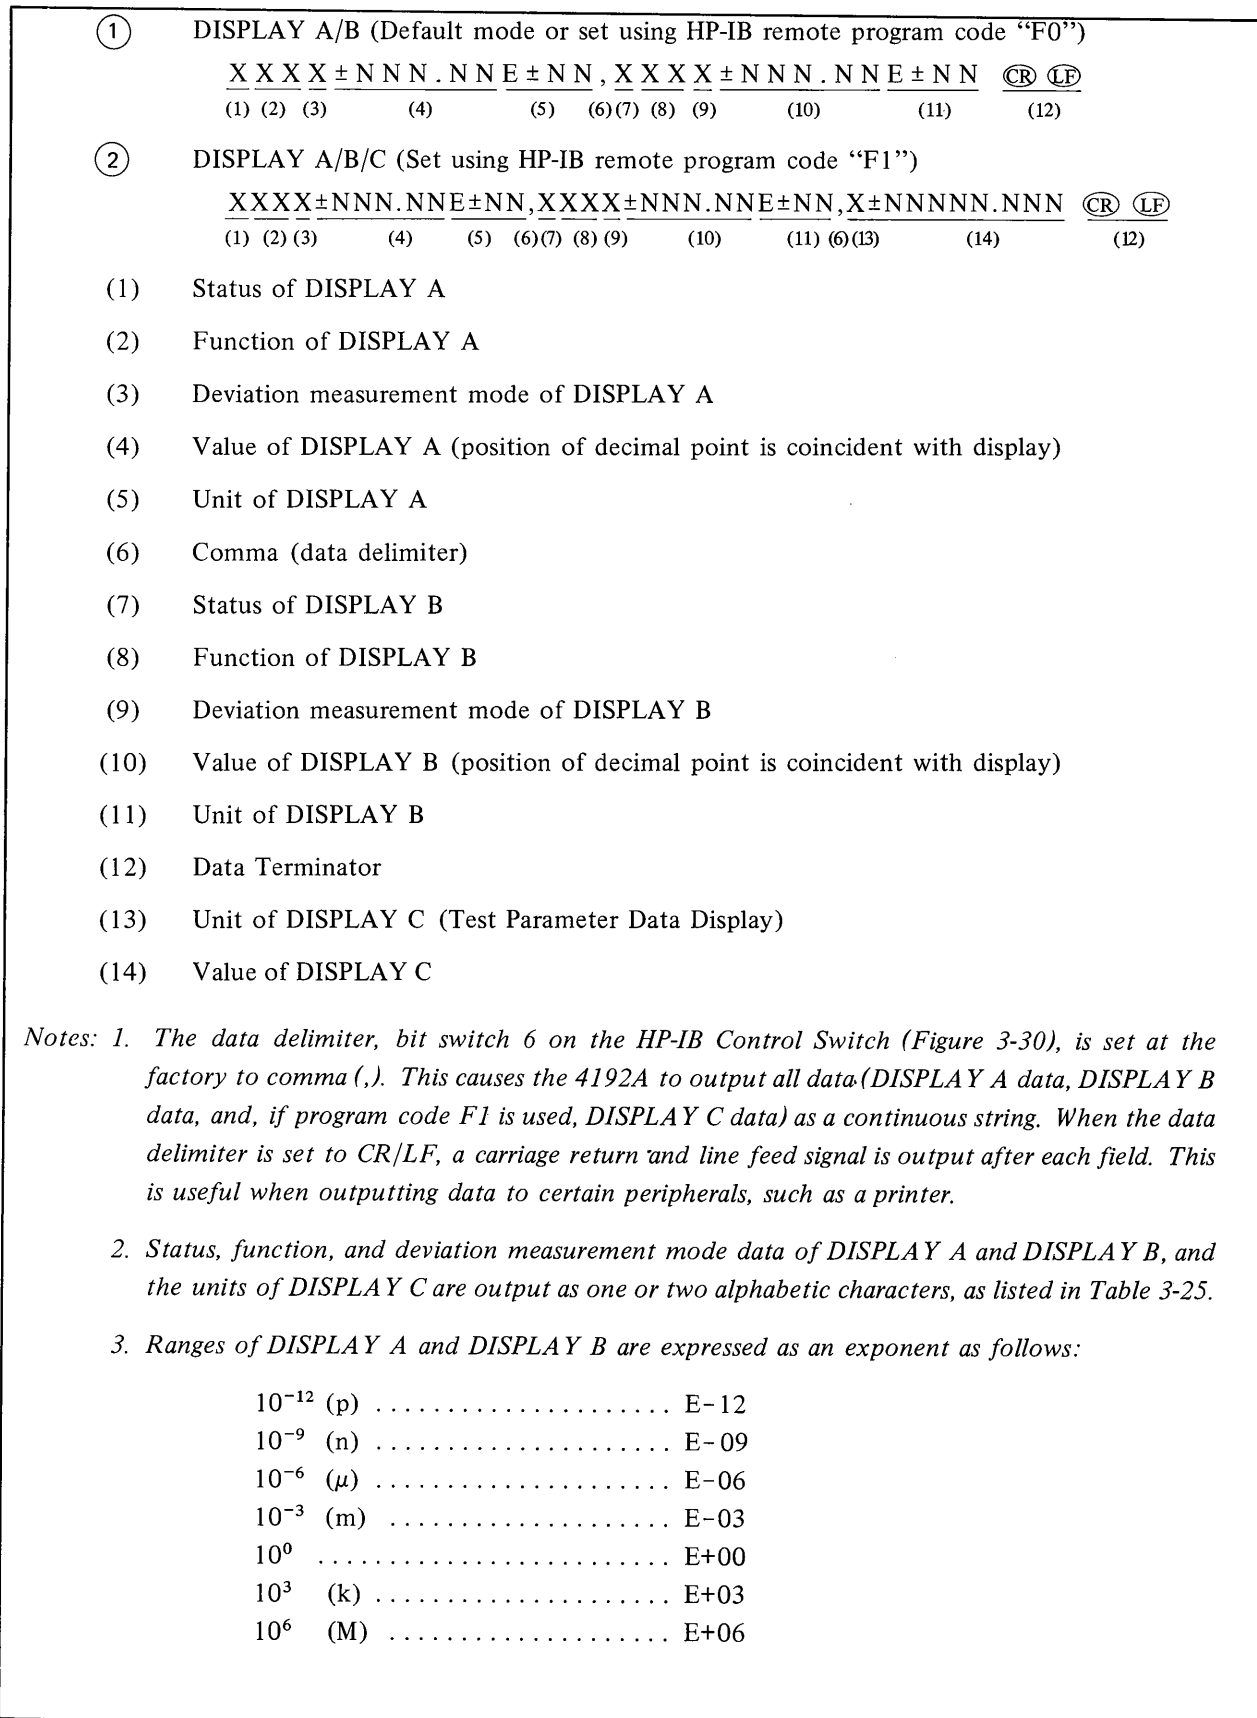 ① DISPLAY A/B (Default mode or set using HP-IB remote program code “F0”)
X X X X ± N N N . N N E ± N N , X X X X ± N N N . N N E ± N N CR LF
(1) (2) (3) (4) (5) (6) (7) (8) (9) (10) (11) (12)
② DISPLAY A/B/C (Set using HP-IB remote program code “F1”)
XXXX±NNN.NNE±NN,XXXX±NNN.NNE±NN,X±NNNNN.NNN CR LF
(1) (2) (3) (4) (5) (6) (7) (8) (9) (10) (11) (6) (13) (14) (12)
(1) Status of DISPLAY A
(2) Function of DISPLAY A
(3) Deviation measurement mode of DISPLAY A
(4) Value of DISPLAY A (position of decimal point is coincident with display)
(5) Unit of DISPLAY A
(6) Comma (data delimiter)
(7) Status of DISPLAY B
(8) Function of DISPLAY B
(9) Deviation measurement mode of DISPLAY B
(10) Value of DISPLAY B (position of decimal point is coincident with display)
(11) Unit of DISPLAY B
(12) Data Terminator
(13) Unit of DISPLAY C (Test Parameter Data Display)
(14) Value of DISPLAY C
Notes: 1. The data delimiter, bit switch 6 on the HP-IB Control Switch (Figure 3-30), is set at the
factory to comma (,). This causes the 4192A to output all data (DISPLAY A data, DISPLAY B
data, and, if program code F1 is used, DISPLAY C data) as a continuous string. When the data
delimiter is set to CR/LF, a carriage return and line feed signal is output after each field. This
is useful when outputting data to certain peripherals, such as a printer.
2. Status, function, and deviation measurement mode data of DISPLAY A and DISPLAY B, and
the units of DISPLAY C are output as one or two alphabetic characters, as listed in Table 3-25.
3. Ranges of DISPLAY A and DISPLAY B are expressed as an exponent as follows:
10⁻¹² (p) ..................... E-12
10⁻⁹ (n) ..................... E-09
10⁻⁶ (μ) ..................... E-06
10⁻³ (m) .................... E-03
10⁰ ......................... E+00
10³ (k) ..................... E+03
10⁶ (M) .................... E+06